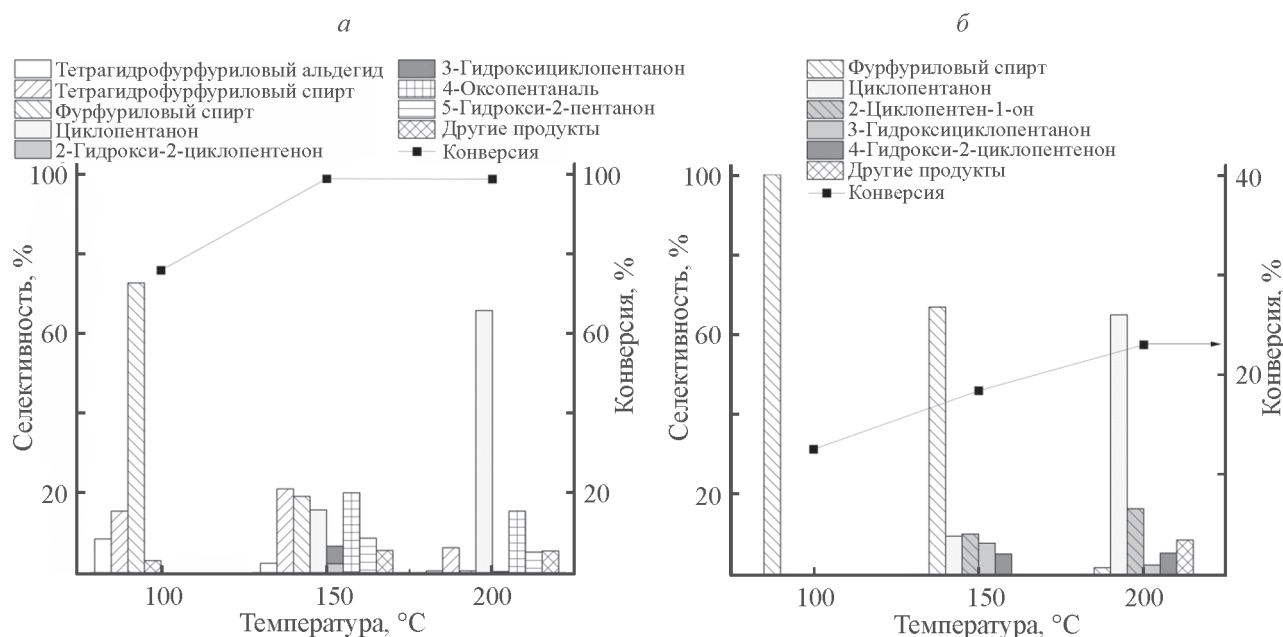 а
Тетрагидрофурфуриловый альдегид
Тетрагидрофурфуриловый спирт
Фурфуриловый спирт
Циклопентанон
2-Гидрокси-2-циклопентенон
3-Гидроксициклопентанон
4-Оксопентаналь
5-Гидрокси-2-пентанон
Другие продукты
Конверсия
100
60
20
Селективность, %
100
60
20
Конверсия, %
100
150
200
Температура, °C
б
Фурфуриловый спирт
Циклопентанон
2-Циклопентен-1-он
3-Гидроксициклопентанон
4-Гидрокси-2-циклопентенон
Другие продукты
Конверсия
100
60
20
Селективность, %
40
20
Конверсия, %
100
150
200
Температура, °C